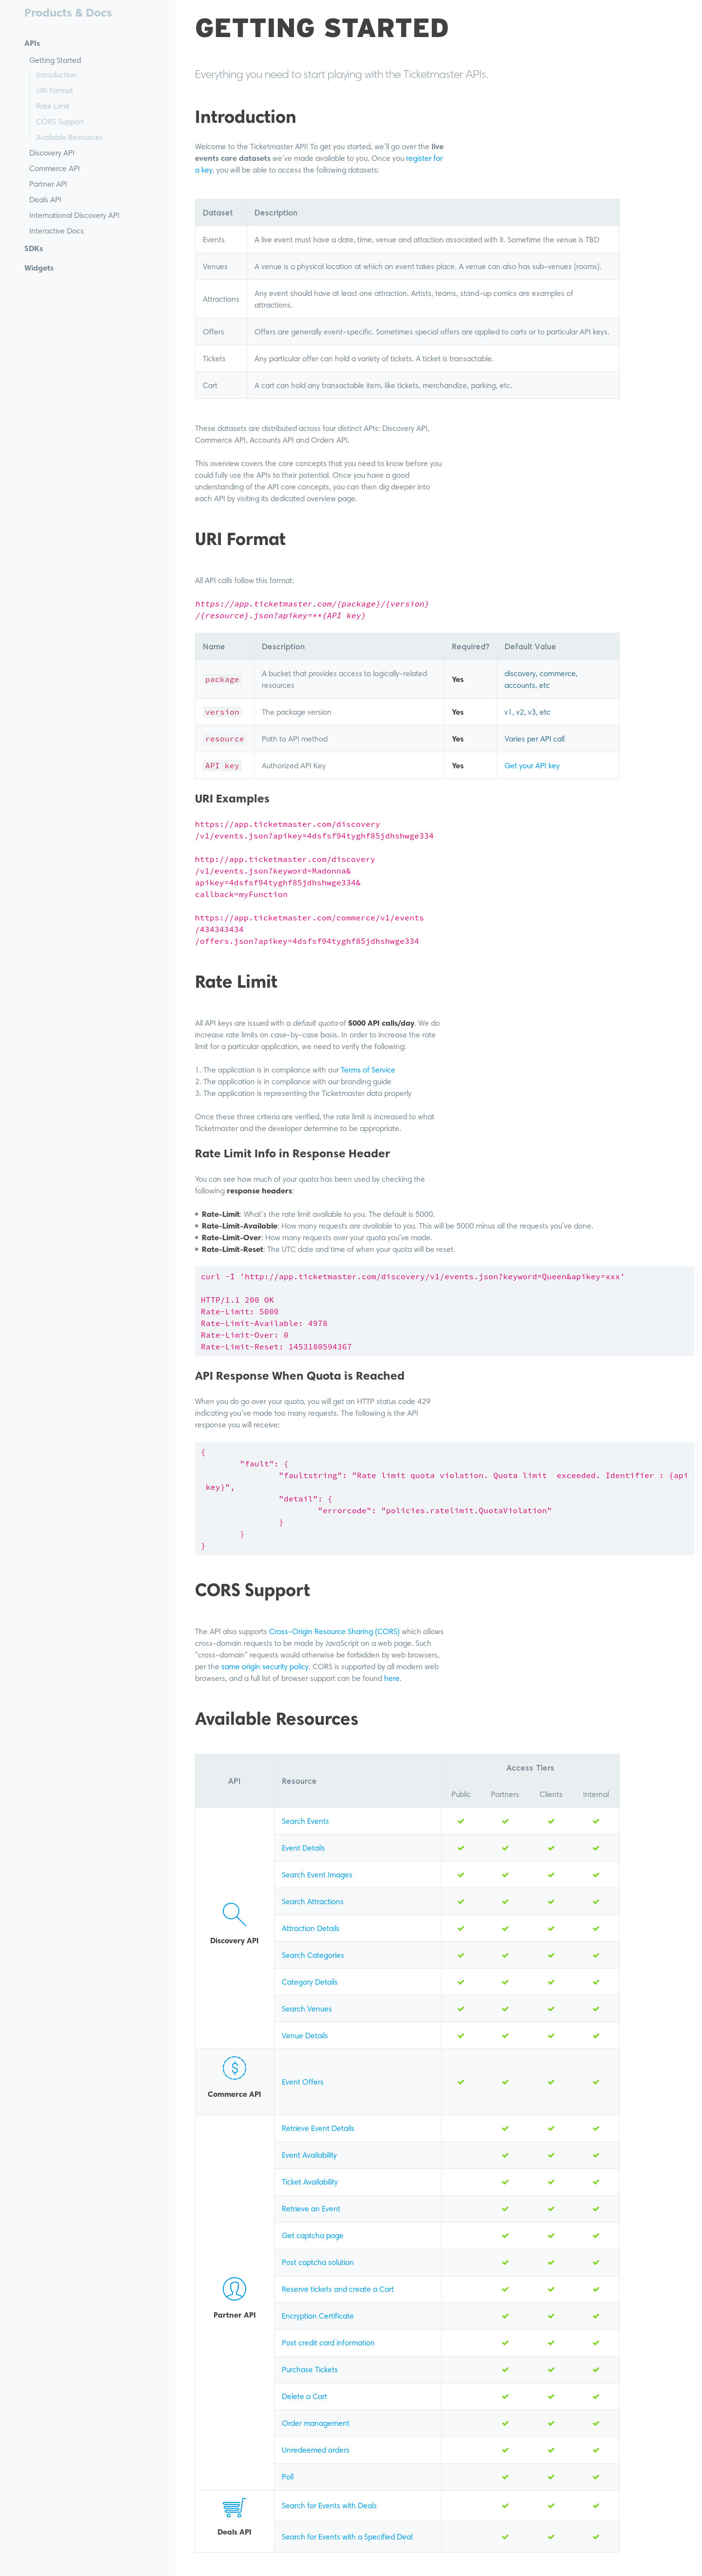 Products & Docs
APIs
Getting Started
Introduction
URI Format
Rate Limit
CORS Support
Available Resources
Discovery API
Commerce API
Partner API
Deals API
International Discovery API
Interactive Docs
SDKs
Widgets
GETTING STARTED
Everything you need to start playing with the Ticketmaster APIs.
Introduction
Welcome to the Ticketmaster API! To get you started, we'll go over the live
events core datasets we've made available to you. Once you register for
a key, you will be able to access the following datasets:
Dataset Description
Events A live event must have a date, time, venue and attaction associated with it. Sometime the venue is TBD
Venues A venue is a physical location at which an event takes place. A venue can also has sub-venues (rooms).
Attractions Any event should have at least one attraction. Artists, teams, stand-up comics are examples of
attractions.
Offers Offers are generally event-specific. Sometimes special offers are applied to carts or to particular API keys.
Tickets Any particular offer can hold a variety of tickets. A ticket is transactable.
Cart A cart can hold any transactable item, like tickets, merchandize, parking, etc.
These datasets are distributed across four distinct APIs: Discovery API,
Commerce API, Accounts API and Orders API.
This overview covers the core concepts that you need to know before you
could fully use the APIs to their potential. Once you have a good
understanding of the API core concepts, you can then dig deeper into
each API by visiting its dedicated overview page.
URI Format
All API calls follow this format:
https://app.ticketmaster.com/{package}/{version}
/{resource}.json?apikey=**{API key}
Name Description Required? Default Value
package A bucket that provides access to logically-related
resources Yes discovery, commerce,
accounts, etc
version The package version Yes v1, v2, v3, etc
resource Path to API method Yes Varies per API call
API key Authorized API Key Yes Get your API key
URI Examples
https://app.ticketmaster.com/discovery
/v1/events.json?apikey=4dsfsf94tyghf85jdhshwge334
http://app.ticketmaster.com/discovery
/v1/events.json?keyword=Madonna&
apikey=4dsfsf94tyghf85jdhshwge334&
callback=myFunction
https://app.ticketmaster.com/commerce/v1/events
/434343434
/offers.json?apikey=4dsfsf94tyghf85jdhshwge334
Rate Limit
All API keys are issued with a default quota of 5000 API calls/day. We do
increase rate limits on case-by-case basis. In order to increase the rate
limit for a particular application, we need to verify the following:
1. The application is in compliance with our Terms of Service
2. The application is in compliance with our branding guide
3. The application is representing the Ticketmaster data properly
Once these three criteria are verified, the rate limit is increased to what
Ticketmaster and the developer determine to be appropriate.
Rate Limit Info in Response Header
You can see how much of your quota has been used by checking the
following response headers:
• Rate-Limit: What's the rate limit available to you. The default is 5000.
• Rate-Limit-Available: How many requests are available to you. This will be 5000 minus all the requests you've done.
• Rate-Limit-Over: How many requests over your quota you've made.
• Rate-Limit-Reset: The UTC date and time of when your quota will be reset.
curl -I 'http://app.ticketmaster.com/discovery/v1/events.json?keyword=Queen&apikey=xxx'
HTTP/1.1 200 OK
Rate-Limit: 5000
Rate-Limit-Available: 4978
Rate-Limit-Over: 0
Rate-Limit-Reset: 1453180594367
API Response When Quota is Reached
When you do go over your quota, you will get an HTTP status code 429
indicating you've made too many requests. The following is the API
response you will receive:
{
"fault": {
"faultstring": "Rate limit quota violation. Quota limit  exceeded. Identifier : {api
key}",
"detail": {
"errorcode": "policies.ratelimit.QuotaViolation"
}
}
}
CORS Support
The API also supports Cross-Origin Resource Sharing (CORS) which allows
cross-domain requests to be made by JavaScript on a web page. Such
"cross-domain" requests would otherwise be forbidden by web browsers,
per the same origin security policy. CORS is supported by all modern web
browsers, and a full list of browser support can be found here.
Available Resources
API Resource Access Tiers
Public Partners Clients Internal
Discovery API
Search Events
Event Details
Search Event Images
Search Attractions
Attraction Details
Search Categories
Category Details
Search Venues
Venue Details
Commerce API
Event Offers
Partner API
Retrieve Event Details
Event Availability
Ticket Availability
Retrieve an Event
Get captcha page
Post captcha solution
Reserve tickets and create a Cart
Encryption Certificate
Post credit card information
Purchase Tickets
Delete a Cart
Order management
Unredeemed orders
Poll
Deals API
Search for Events with Deals
Search for Events with a Specified Deal